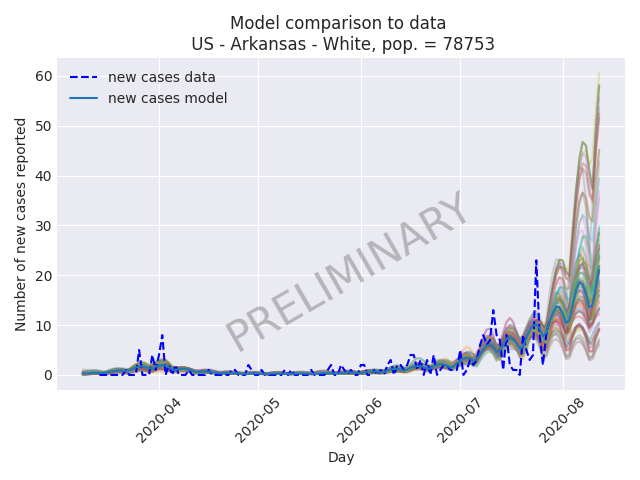 Model comparison to data
US - Arkansas - White, pop. = 78753
new cases data
new cases model
Number of new cases reported
60
50
40
30
20
10
0
PRELIMINARY
2020-04
2020-05
2020-06
2020-07
2020-08
Day